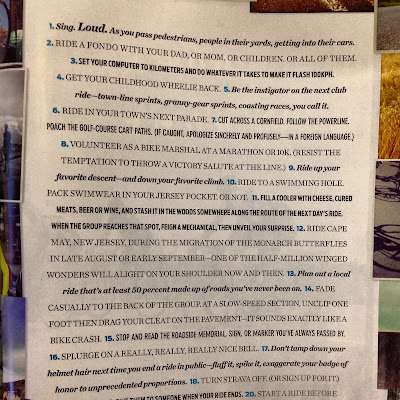 1. Sing. Loud. As you pass pedestrians, people in their yards, getting into their cars.
2. RIDE A FONDO WITH YOUR DAD, OR MOM, OR CHILDREN. OR ALL OF THEM.
3. SET YOUR COMPUTER TO KILOMETERS AND DO WHATEVER IT TAKES TO MAKE IT FLASH 100KPH.
4. GET YOUR CHILDHOOD WHEELIE BACK. 5. Be the instigator on the next club
ride—town-line sprints, granny-gear sprints, coasting races, you call it.
6. RIDE IN YOUR TOWN'S NEXT PARADE. 7. CUT ACROSS A CORNFIELD. FOLLOW THE POWERLINE.
POACH THE GOLF-COURSE CART PATHS. (IF CAUGHT, APOLOGIZE SINCERELY AND PROFUSELY—IN A FOREIGN LANGUAGE.)
8. VOLUNTEER AS A BIKE MARSHAL AT A MARATHON OR 10K. (RESIST THE
TEMPTATION TO THROW A VICTORY SALUTE AT THE LINE.) 9. Ride up your
favorite descent—and down your favorite climb. 10. RIDE TO A SWIMMING HOLE.
PACK SWIMWEAR IN YOUR JERSEY POCKET. OR NOT. 11. FILL A COOLER WITH CHEESE, CURED
MEATS, BEER OR WINE, AND STASH IT IN THE WOODS SOMEWHERE ALONG THE ROUTE OF THE NEXT DAY'S RIDE.
WHEN THE GROUP REACHES THAT SPOT, FEIGN A MECHANICAL, THEN UNVEIL YOUR SURPRISE. 12. RIDE CAPE
MAY, NEW JERSEY, DURING THE MIGRATION OF THE MONARCH BUTTERFLIES
IN LATE AUGUST OR EARLY SEPTEMBER—ONE OF THE HALF-MILLION WINGED
WONDERS WILL ALIGHT ON YOUR SHOULDER NOW AND THEN. 13. Plan out a local
ride that's at least 50 percent made up of roads you've never been on. 14. FADE
CASUALLY TO THE BACK OF THE GROUP. AT A SLOW-SPEED SECTION, UNCLIP ONE
FOOT THEN DRAG YOUR CLEAT ON THE PAVEMENT—IT SOUNDS EXACTLY LIKE A
BIKE CRASH. 15. STOP AND READ THE ROADSIDE MEMORIAL, SIGN, OR MARKER YOU'VE ALWAYS PASSED BY.
16. SPLURGE ON A REALLY, REALLY, REALLY NICE BELL. 17. Don't tamp down your
helmet hair next time you end a ride in public—fluff it, spike it, exaggerate your badge of
honor to unprecedented proportions. 18. TURN STRAVA OFF. (OR SIGN UP FOR IT.)
THEM TO SOMEONE WHEN YOUR RIDE ENDS. 20. START A RIDE BEFORE